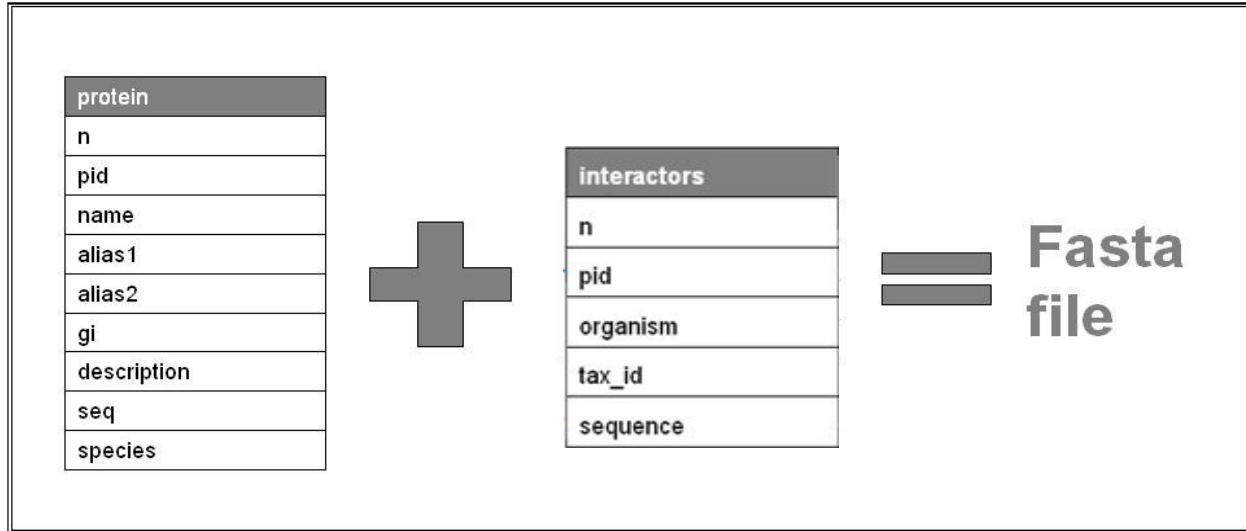 protein
n
pid
name
alias1
alias2
gi
description
seq
species
interactors
n
pid
organism
tax_id
sequence
Fasta
file